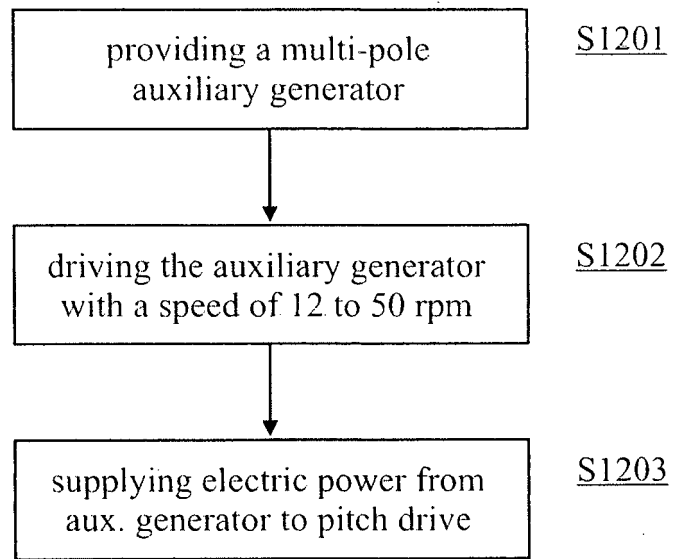 providing a multi-pole
auxiliary generator
S1201
driving the auxiliary generator
with a speed of 12 to 50 rpm
S1202
supplying electric power from
aux. generator to pitch drive
S1203